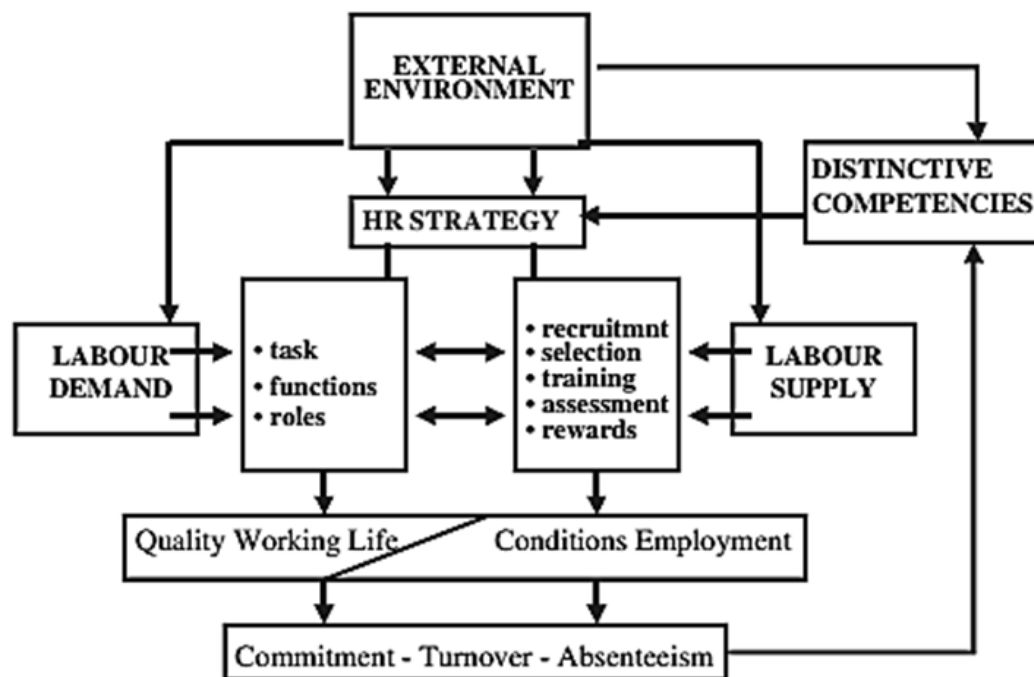 EXTERNAL
ENVIRONMENT
DISTINCTIVE
COMPETENCIES
HR STRATEGY
LABOUR
DEMAND
• task
• functions
• roles
• recruitmnt
• selection
• training
• assessment
• rewards
LABOUR
SUPPLY
Quality Working Life
Conditions Employment
Commitment - Turnover - Absenteeism